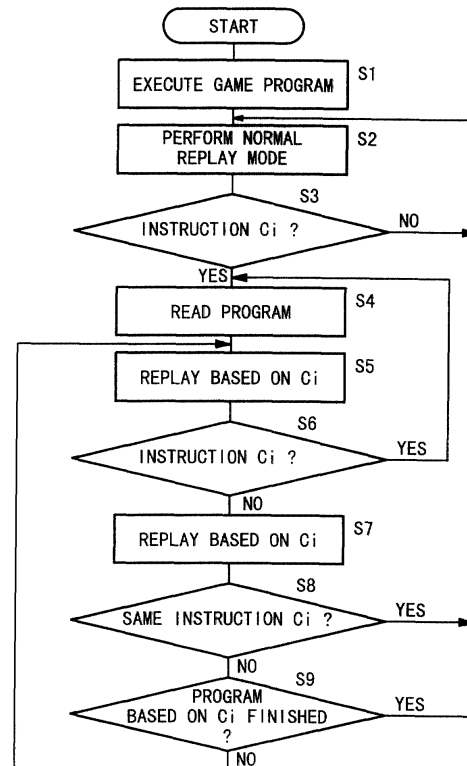 START
S1
EXECUTE GAME PROGRAM
S2
PERFORM NORMAL
REPLAY MODE
S3
INSTRUCTION Ci ?
NO
YES
S4
READ PROGRAM
S5
REPLAY BASED ON Ci
S6
INSTRUCTION Ci ?
YES
NO
S7
REPLAY BASED ON Ci
S8
SAME INSTRUCTION Ci ?
YES
NO
S9
PROGRAM
BASED ON Ci FINISHED
?
YES
NO